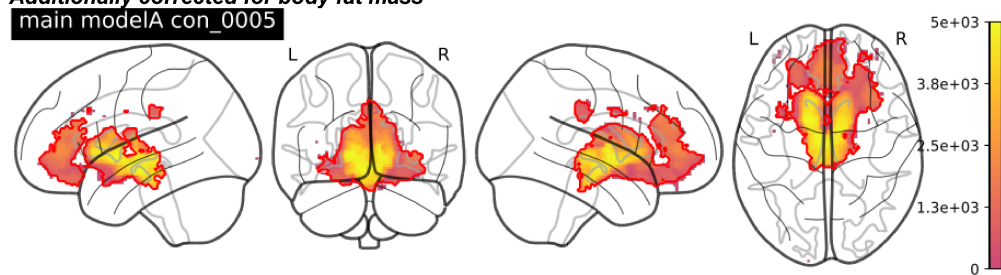 Additionally corrected for body fat mass
main modelA con_0005
L R
L R
5e+03
3.8e+03
2.5e+03
1.3e+03
0